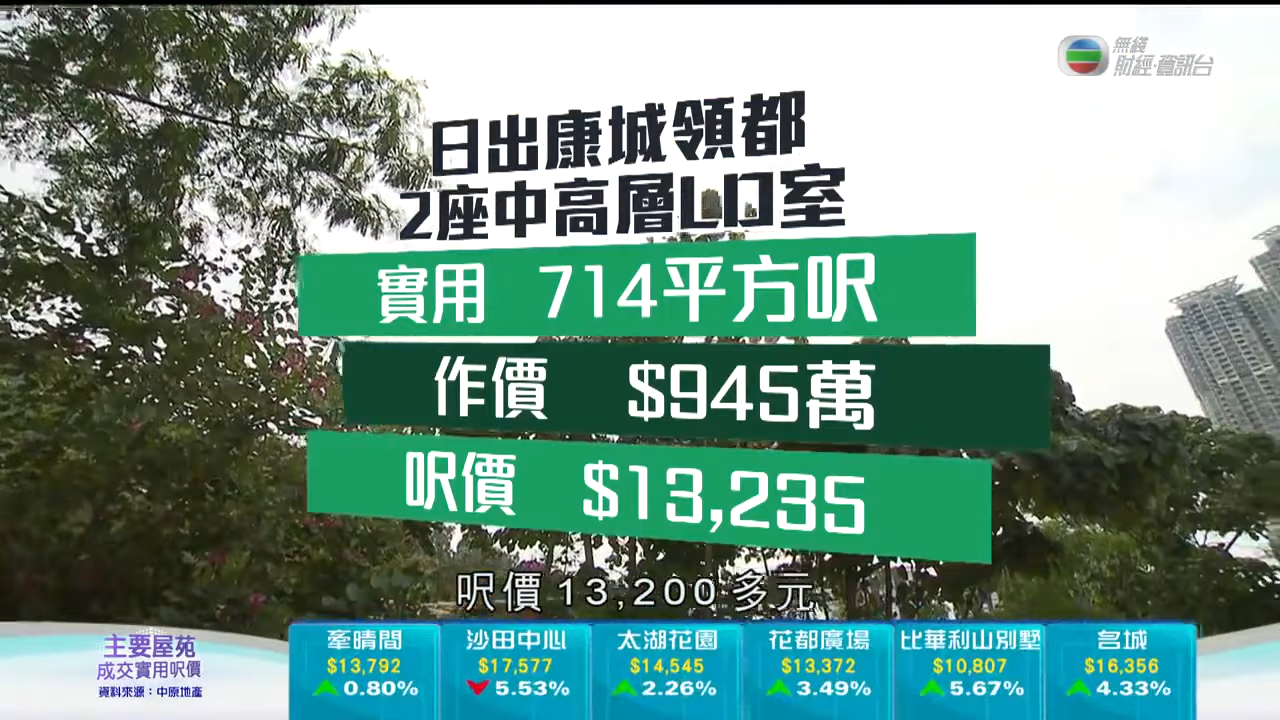 無綫
財經·資訊台
日出康城領都
2座中高層LD室
實用 714平方呎
作價 $945萬
呎價 $13,235
呎價13,200多元
主要屋苑
成交實用呎價
資料來源：中原地產
牽晴間
$13,792
0.80%
沙田中心
$17,577
5.53%
太湖花園
$14,545
2.26%
花都廣場
$13,372
3.49%
比華利山別墅
$10,807
5.67%
名城
$16,356
4.33%